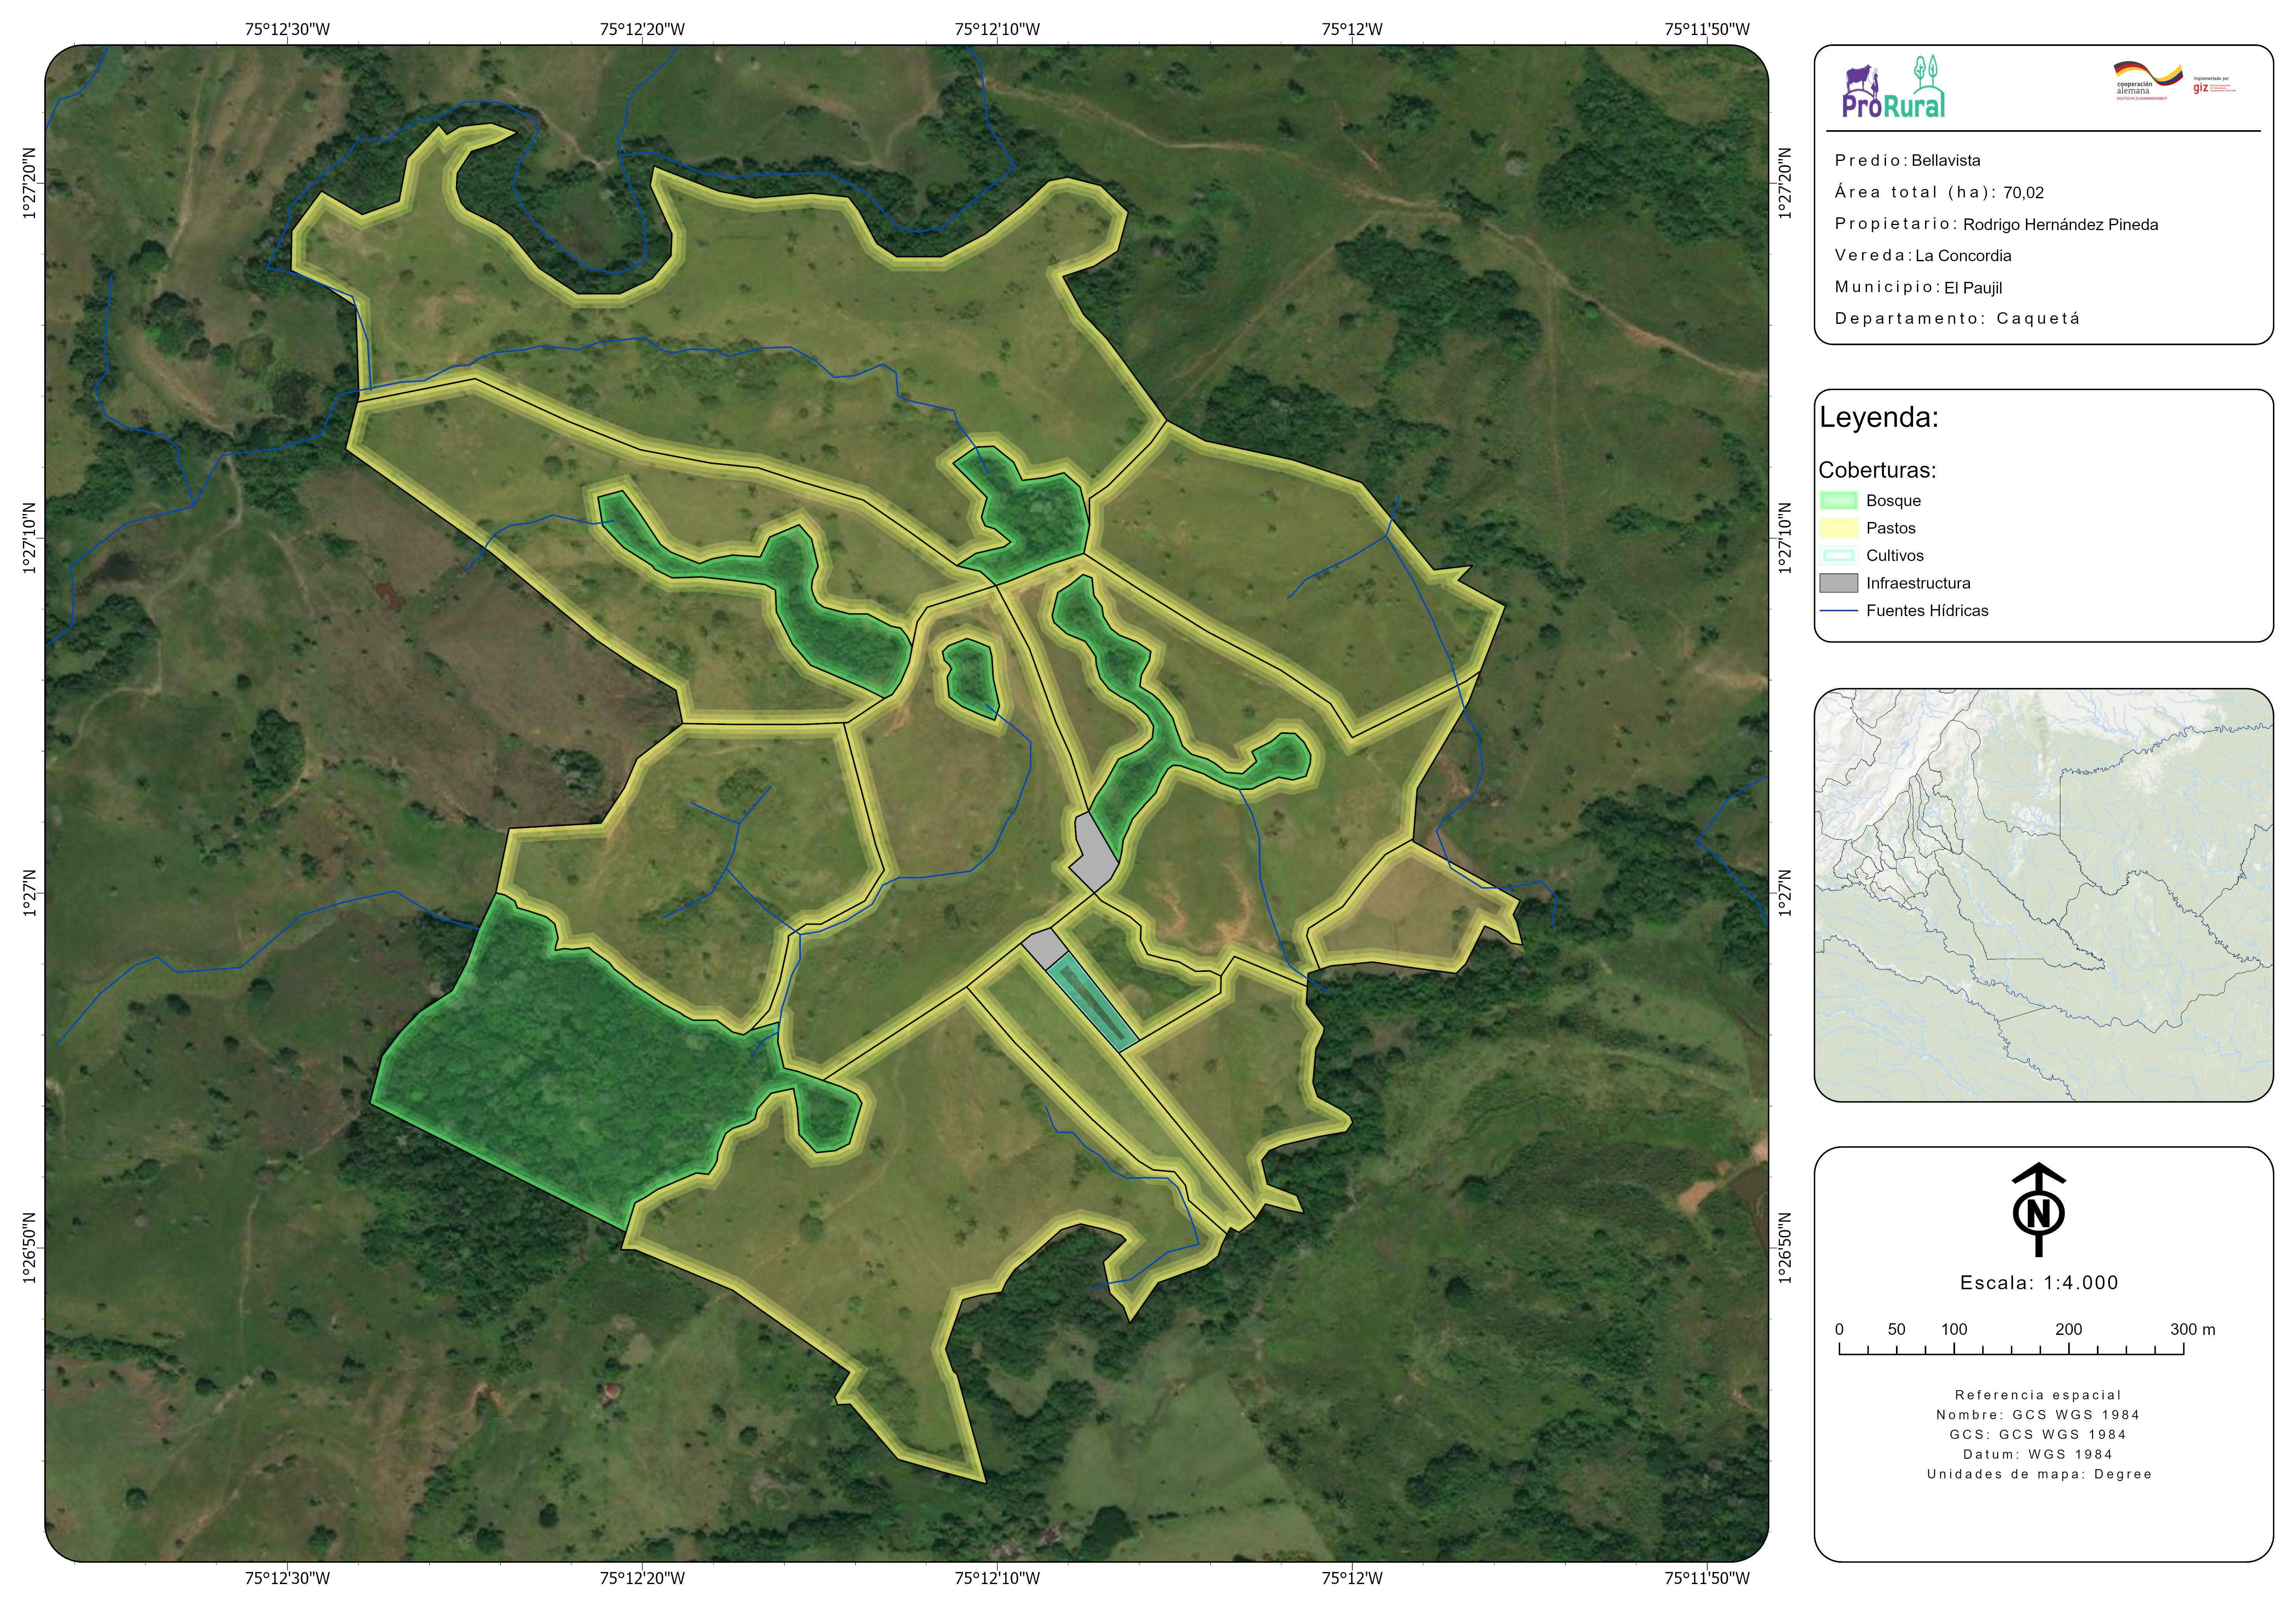 75°12'30"W 75°12'20"W 75°12'10"W 75°12'W 75°11'50"W
1°27'20"N 1°27'20"N
1°27'10"N 1°27'10"N
1°27'N 1°27'N
1°26'50"N 1°26'50"N
75°12'30"W 75°12'20"W 75°12'10"W 75°12'W 75°11'50"W
ProRural
cooperación
alemana
DEUTSCHE ZUSAMMENARBEIT
Implementada por
giz
Predio: Bellavista
Área total (ha): 70,02
Propietario: Rodrigo Hernández Pineda
Vereda: La Concordia
Municipio: El Paujil
Departamento: Caquetá
Leyenda:
Coberturas:
Bosque
Pastos
Cultivos
Infraestructura
Fuentes Hídricas
N
Escala: 1:4.000
0 50 100 200 300 m
Referencia espacial
Nombre: GCS WGS 1984
GCS: GCS WGS 1984
Datum: WGS 1984
Unidades de mapa: Degree